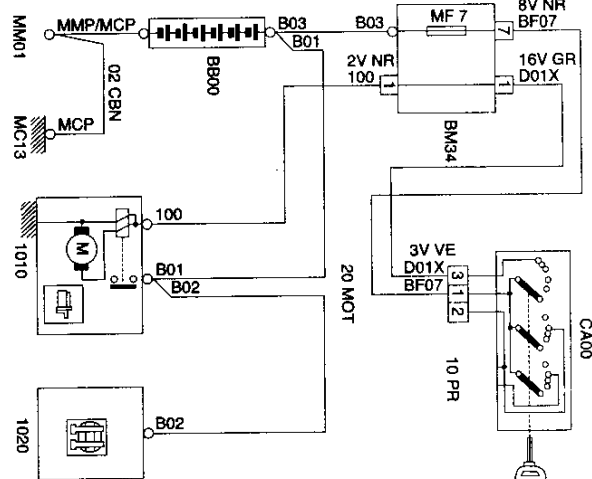 8V NR
B03
B03
MF 7
7
BF07
MMP/MCP
B01
MM01
BB00
2V NR
16V GR
100
1
1
D01X
02 CBN
MCP
MC13
BM34
100
3V VE
D01X
3
BF07
1
2
CA00
M
B01
B02
1010
20 MOT
10 PR
B02
1020